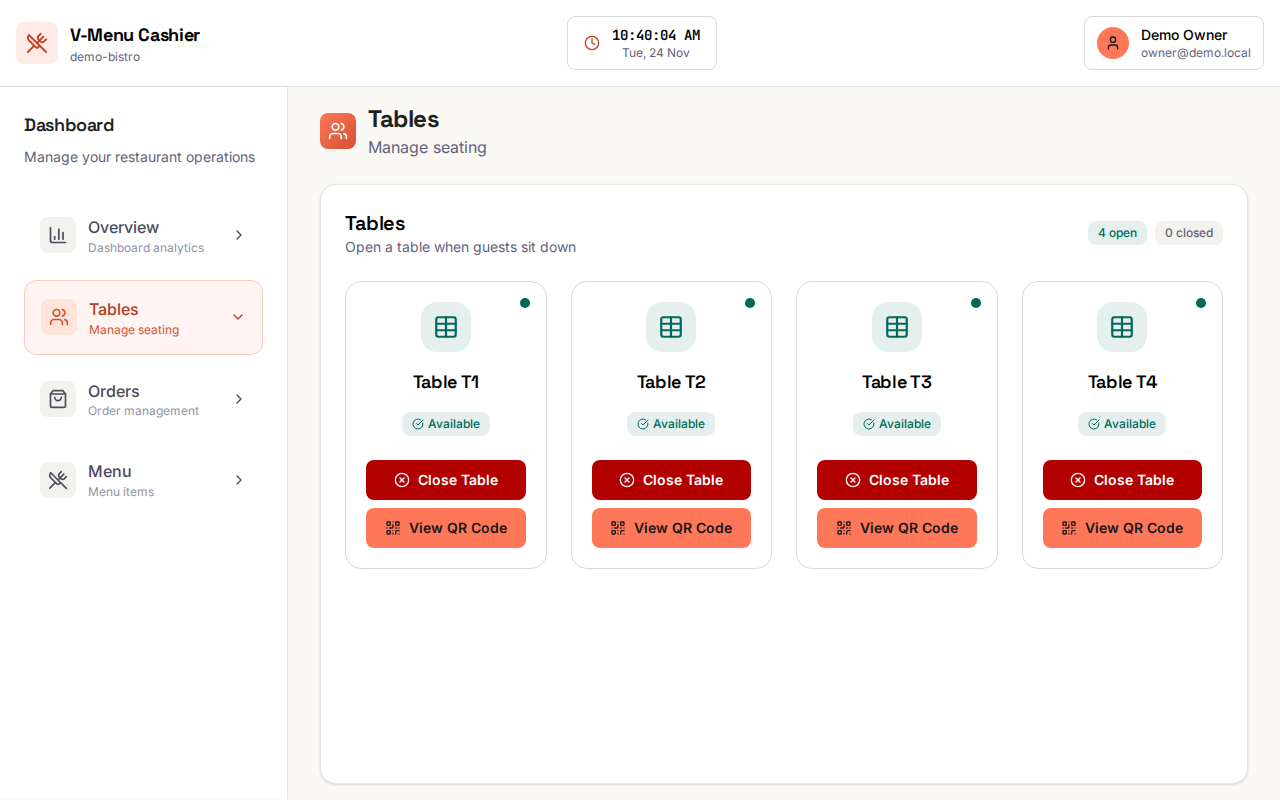 V-Menu Cashier
demo-bistro
10:40:04 AM
Tue, 24 Nov
Demo Owner
owner@demo.local
Dashboard
Manage your restaurant operations
Overview
Dashboard analytics
Tables
Manage seating
Orders
Order management
Menu
Menu items
Tables
Manage seating
Tables
Open a table when guests sit down
4 open
0 closed
Table T1
Available
Close Table
View QR Code
Table T2
Available
Close Table
View QR Code
Table T3
Available
Close Table
View QR Code
Table T4
Available
Close Table
View QR Code